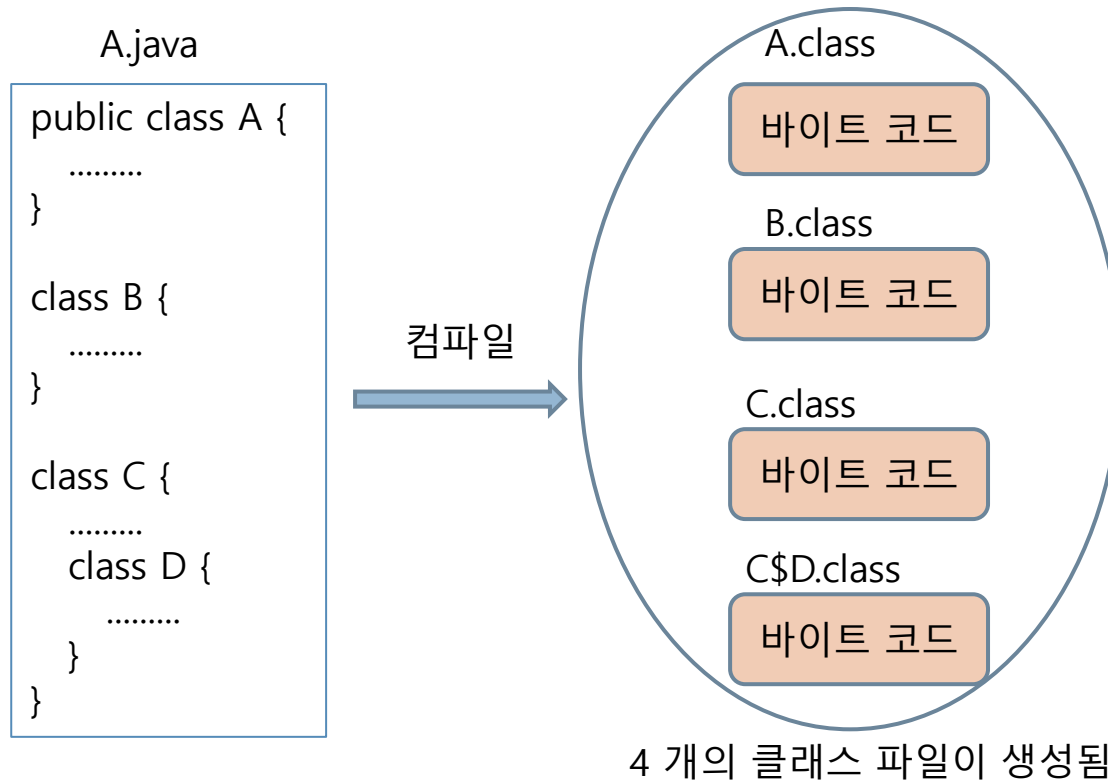 A.java
public class A {
.........
}
class B {
.........
}
class C {
.........
class D {
.........
}
}
컴파일
A.class
바이트 코드
B.class
바이트 코드
C.class
바이트 코드
C$D.class
바이트 코드
4 개의 클래스 파일이 생성됨